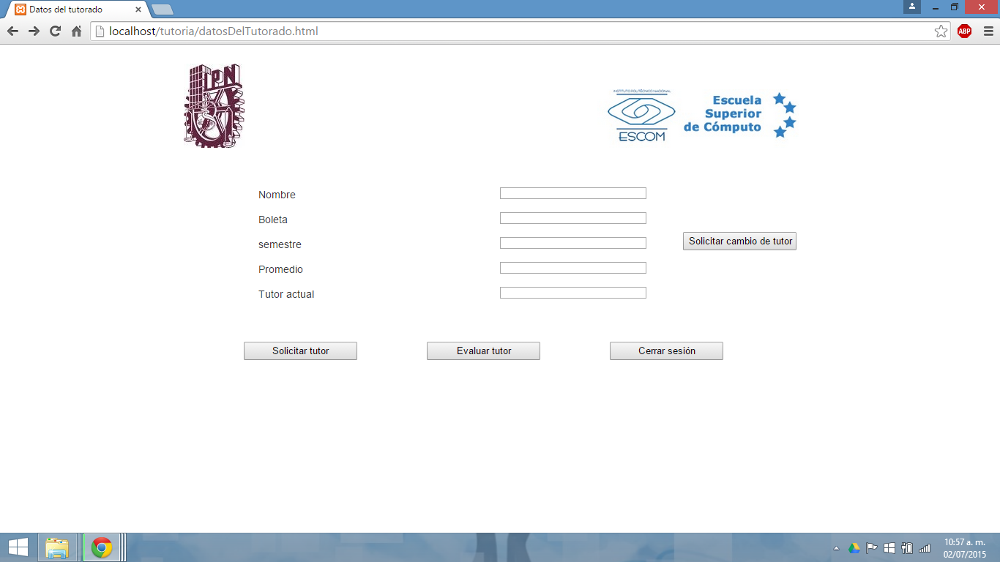 Datos del tutorado
localhost/tutoria/datosDelTutorado.html
ABP
IPN
INSTITUTO POLITÉCNICO NACIONAL
ESCOM
Escuela
Superior
de Cómputo
Nombre
Boleta
semestre
Solicitar cambio de tutor
Promedio
Tutor actual
Solicitar tutor
Evaluar tutor
Cerrar sesión
10:57 a. m.
02/07/2015